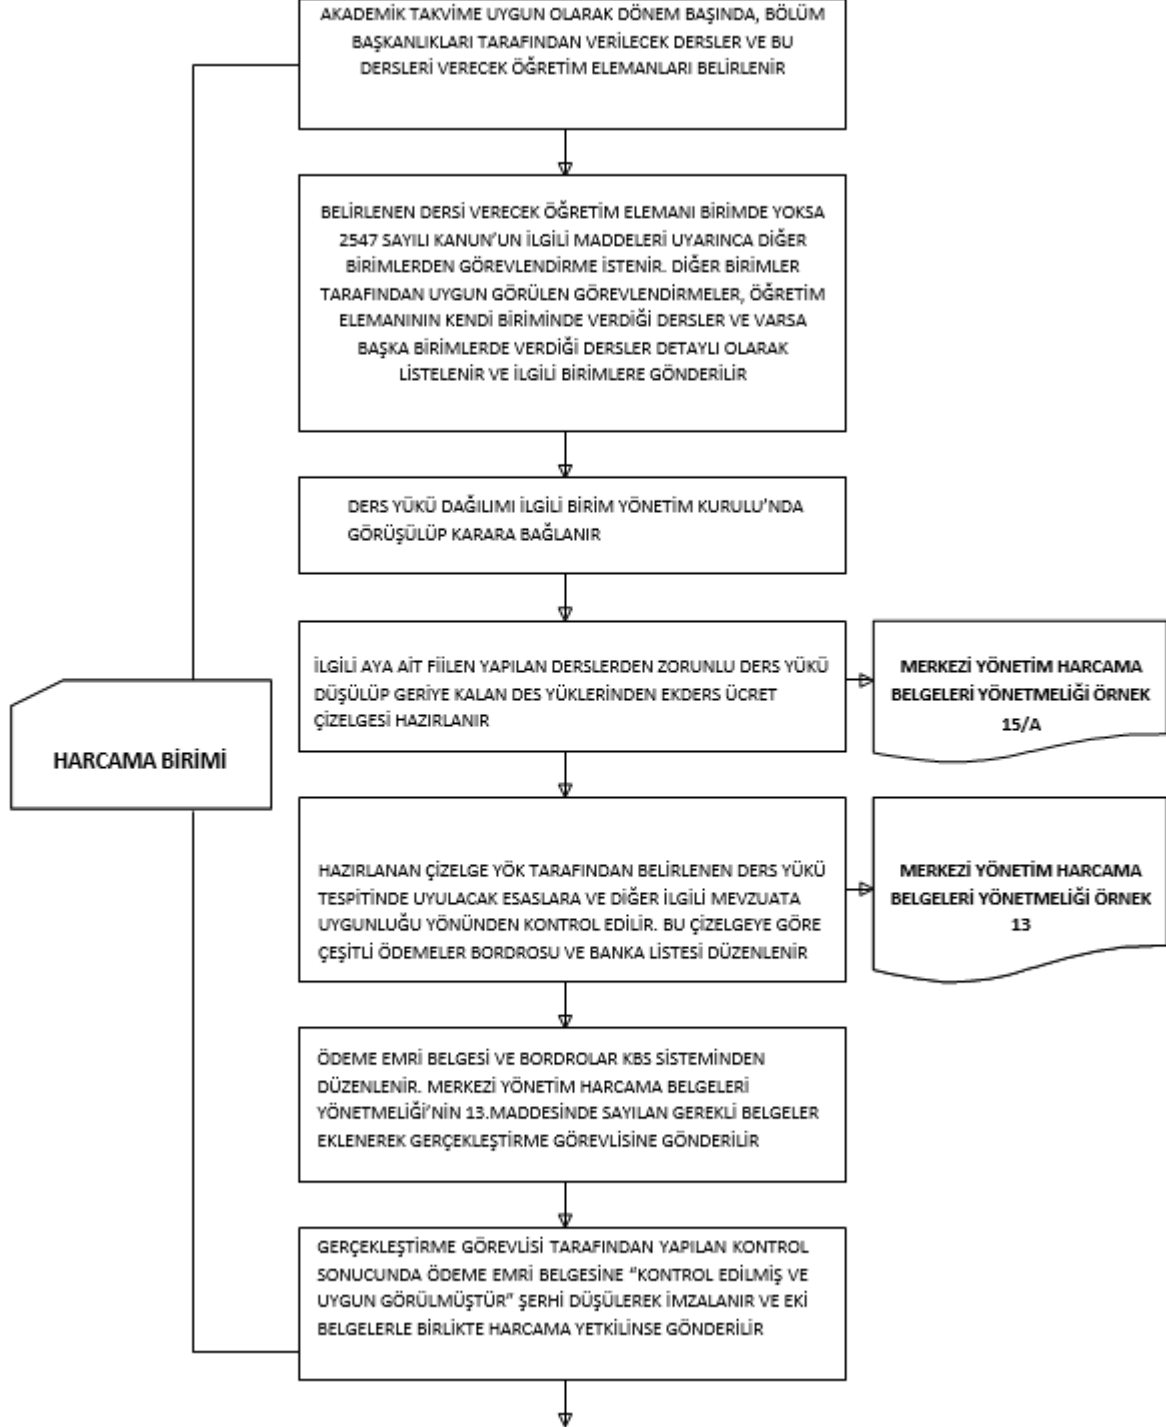 AKADEMİK TAKVİME UYGUN OLARAK DÖNEM BAŞINDA, BÖLÜM
BAŞKANLIKLARI TARAFINDAN VERİLECEK DERSLER VE BU
DERSLERİ VERECEK ÖĞRETİM ELEMANLARI BELİRLENİR
BELİRLENEN DERSİ VERECEK ÖĞRETİM ELEMANI BİRİMDE YOKSA
2547 SAYILI KANUN'UN İLGİLİ MADDELERİ UYARINCA DİĞER
BİRİMLERDEN GÖREVLENDİRME İSTENİR. DİĞER BİRİMLER
TARAFINDAN UYGUN GÖRÜLEN GÖREVLENDİRMELER, ÖĞRETİM
ELEMANININ KENDİ BİRİMİNDE VERDİĞİ DERSLER VE VARSA
BAŞKA BİRİMLERDE VERDİĞİ DERSLER DETAYLI OLARAK
LİSTELENİR VE İLGİLİ BİRİMLERE GÖNDERİLİR
DERS YÜKÜ DAĞILIMI İLGİLİ BİRİM YÖNETİM KURULU'NDA
GÖRÜŞÜLÜP KARARA BAĞLANIR
İLGİLİ AYA AİT FİİLEN YAPILAN DERSLERDEN ZORUNLU DERS YÜKÜ
DÜŞÜLÜP GERİYE KALAN DES YÜKLERİNDEN EKDERS ÜCRET
ÇİZELGESİ HAZIRLANIR
MERKEZİ YÖNETİM HARCAMA
BELGELERİ YÖNETMELİĞİ ÖRNEK
15/A
HARCAMA BİRİMİ
HAZIRLANAN ÇİZELGE YÖK TARAFINDAN BELİRLENEN DERS YÜKÜ
TESPİTİNDE UYULACAK ESASLARA VE DİĞER İLGİLİ MEVZUATA
UYGUNLUĞU YÖNÜNDEN KONTROL EDİLİR. BU ÇİZELGEYE GÖRE
ÇEŞİTLİ ÖDEMELER BORDROSU VE BANKA LİSTESİ DÜZENLENİR
MERKEZİ YÖNETİM HARCAMA
BELGELERİ YÖNETMELİĞİ ÖRNEK
13
ÖDEME EMRİ BELGESİ VE BORDROLAR KBS SİSTEMİNDEN
DÜZENLENİR. MERKEZİ YÖNETİM HARCAMA BELGELERİ
YÖNETMELİĞİ'NİN 13.MADDESİNDE SAYILAN GEREKLİ BELGELER
EKLENEREK GERÇEKLEŞTİRME GÖREVLİSİNE GÖNDERİLİR
GERÇEKLEŞTİRME GÖREVLİSİ TARAFINDAN YAPILAN KONTROL
SONUCUNDA ÖDEME EMRİ BELGESİNE "KONTROL EDİLMİŞ VE
UYGUN GÖRÜLMÜŞTÜR" ŞERHİ DÜŞÜLEREK İMZALANIR VE EKİ
BELGELERLE BİRLİKTE HARCAMA YETKİLİNSE GÖNDERİLİR